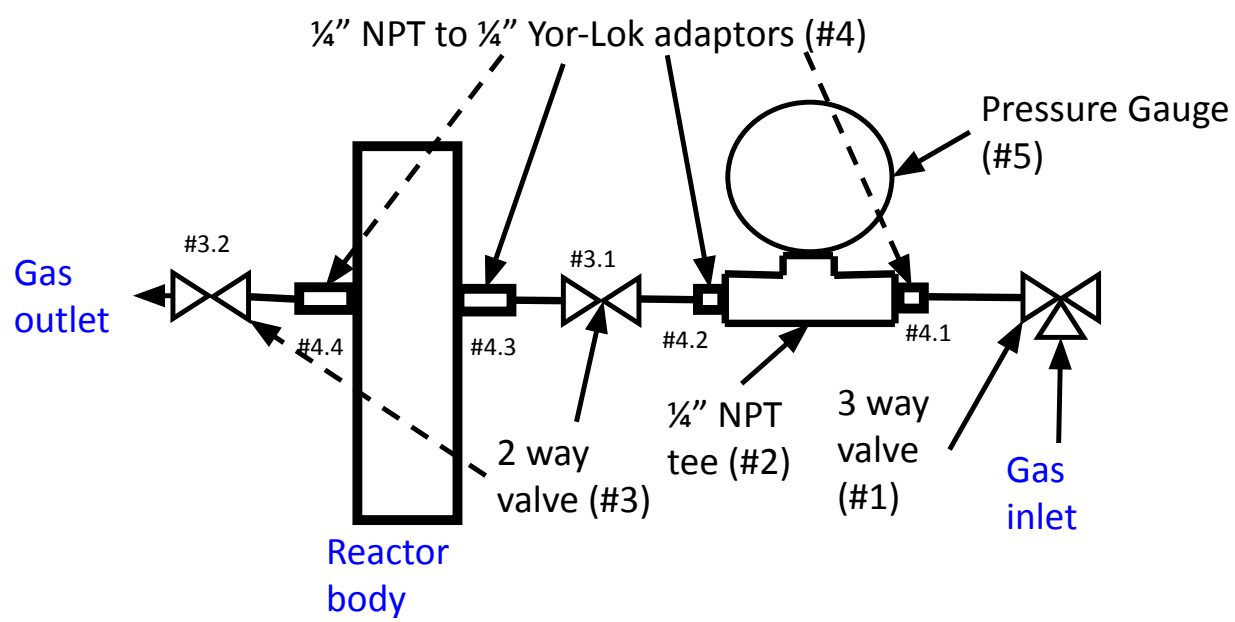 ¼” NPT to ¼” Yor-Lok adaptors (#4)
Pressure Gauge
(#5)
#3.2
#3.1
Gas
outlet
#4.4
#4.3
#4.2
#4.1
¼” NPT
tee (#2)
3 way
valve
(#1)
2 way
valve (#3)
Gas
inlet
Reactor
body